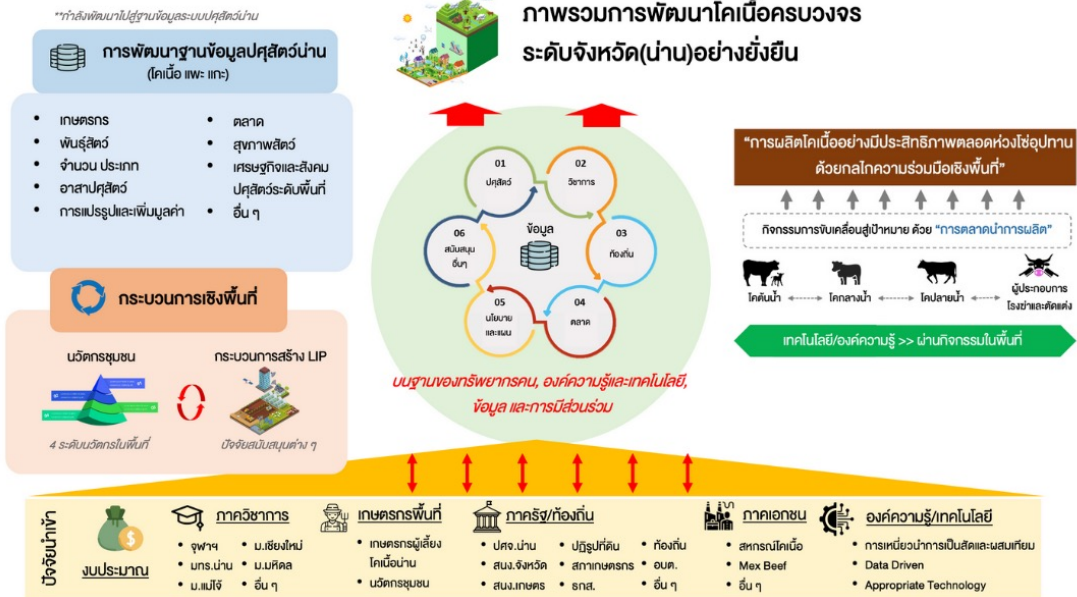 **กำลังพัฒนาไปสู่ฐานข้อมูลระบบปศุสัตว์น่าน
การพัฒนาฐานข้อมูลปศุสัตว์น่าน
(โคเนื้อ แพะ แกะ)
• เกษตรกร
• พันธุ์สัตว์
• จำนวน ประเภท
• อาสาปศุสัตว์
• การแปรรูปและเพิ่มมูลค่า
• ตลาด
• สุขภาพสัตว์
• เศรษฐกิจและสังคม
ปศุสัตว์ระดับพื้นที่
• อื่น ๆ
กระบวนการเชิงพื้นที่
นวัตกรชุมชน
4 ระดับนวัตกรในพื้นที่
กระบวนการสร้าง LIP
ปัจจัยสนับสนุนต่าง ๆ
ภาพรวมการพัฒนาโคเนื้อครบวงจร
ระดับจังหวัด(น่าน)อย่างยั่งยืน
01
ปศุสัตว์
02
วิชาการ
03
ท้องถิ่น
04
ตลาด
05
นโยบาย
และแผน
06
สนับสนุน
อื่นๆ
ข้อมูล
บนฐานของทรัพยากรคน, องค์ความรู้และเทคโนโลยี,
ข้อมูล และการมีส่วนร่วม
“การผลิตโคเนื้ออย่างมีประสิทธิภาพตลอดห่วงโซ่อุปทาน
ด้วยกลไกความร่วมมือเชิงพื้นที่”
กิจกรรมการขับเคลื่อนสู่เป้าหมาย ด้วย “การตลาดนำการผลิต”
โคต้นน้ำ
โคกลางน้ำ
โคปลายน้ำ
ผู้ประกอบการ
โรงฆ่าและตัดแต่ง
เทคโนโลยี/องค์ความรู้ >> ผ่านกิจกรรมในพื้นที่
ปัจจัยนำเข้า
งบประมาณ
ภาควิชาการ
• จุฬาฯ
• มทร.น่าน
• ม.แม่โจ้
• ม.เชียงใหม่
• ม.มหิดล
• อื่น ๆ
เกษตรกรพื้นที่
• เกษตรกรผู้เลี้ยง
โคเนื้อน่าน
• นวัตกรชุมชน
ภาครัฐ/ท้องถิ่น
• ปศจ.น่าน
• สนง.จังหวัด
• สนง.เกษตร
• ปฏิรูปที่ดิน
• สภาเกษตรกร
• ธกส.
• ท้องถิ่น
• อบต.
• อื่น ๆ
ภาคเอกชน
• สหกรณ์โคเนื้อ
• Mex Beef
• อื่น ๆ
องค์ความรู้/เทคโนโลยี
• การเหนี่ยวนำการเป็นสัดและผสมเทียม
• Data Driven
• Appropriate Technology